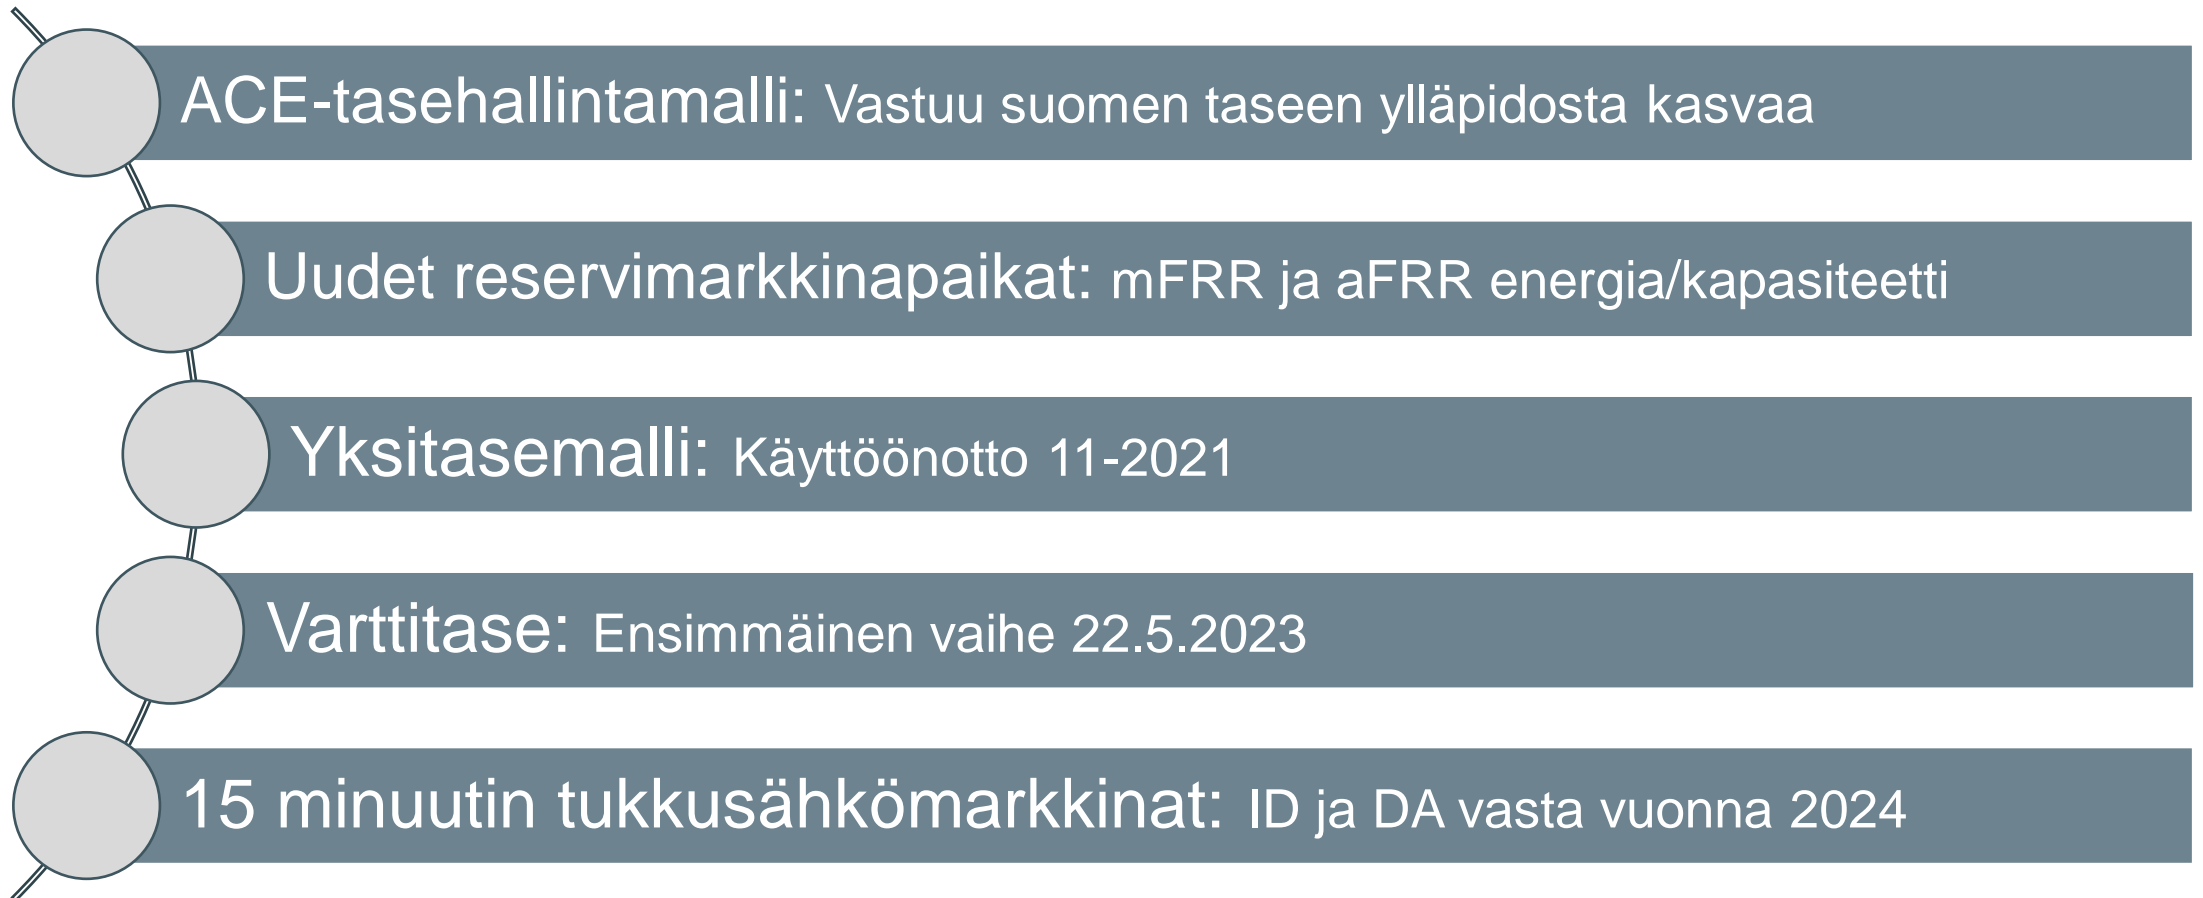 ACE-tasehallintamalli: Vastuu suomen taseen ylläpidosta kasvaa
Uudet reservimarkkinapaikat: mFRR ja aFRR energia/kapasiteetti
Yksitasemalli: Käyttöönotto 11-2021
Varttitase: Ensimmäinen vaihe 22.5.2023
15 minuutin tukkusähkömarkkinat: ID ja DA vasta vuonna 2024